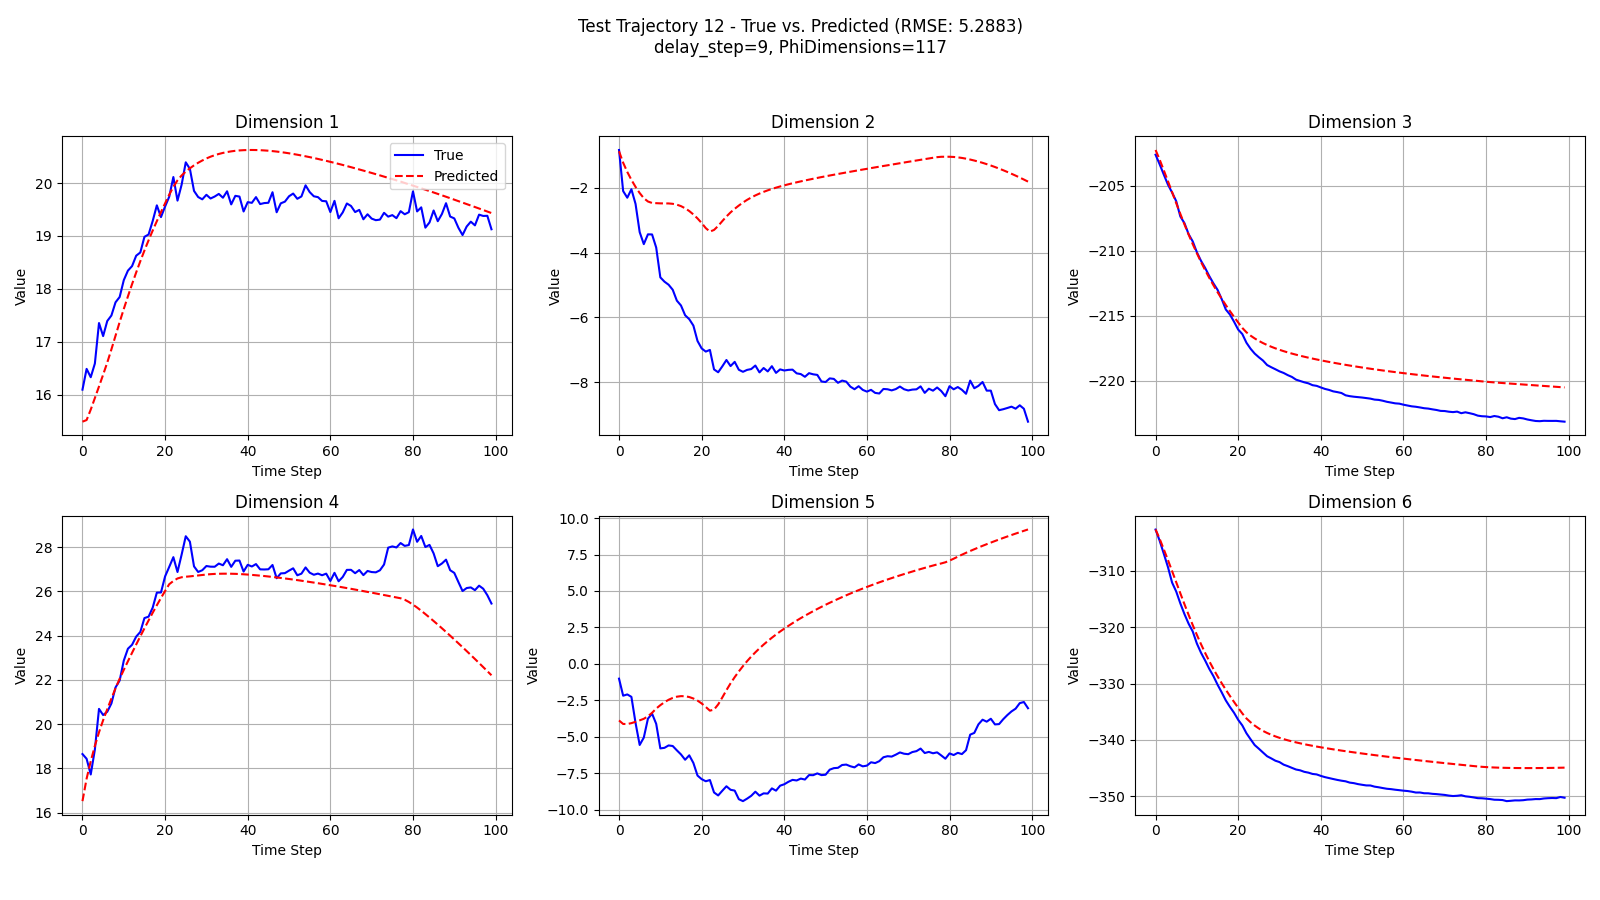 Test Trajectory 12 - True vs. Predicted (RMSE: 5.2883)
delay_step=9, PhiDimensions=117
Dimension 1
True
Predicted
20
19
18
17
16
Value
0 20 40 60 80 100
Time Step
Dimension 2
−2
−4
−6
−8
Value
0 20 40 60 80 100
Time Step
Dimension 3
−205
−210
−215
−220
Value
0 20 40 60 80 100
Time Step
Dimension 4
28
26
24
22
20
18
16
Value
0 20 40 60 80 100
Time Step
Dimension 5
10.0
7.5
5.0
2.5
0.0
−2.5
−5.0
−7.5
−10.0
Value
0 20 40 60 80 100
Time Step
Dimension 6
−310
−320
−330
−340
−350
Value
0 20 40 60 80 100
Time Step